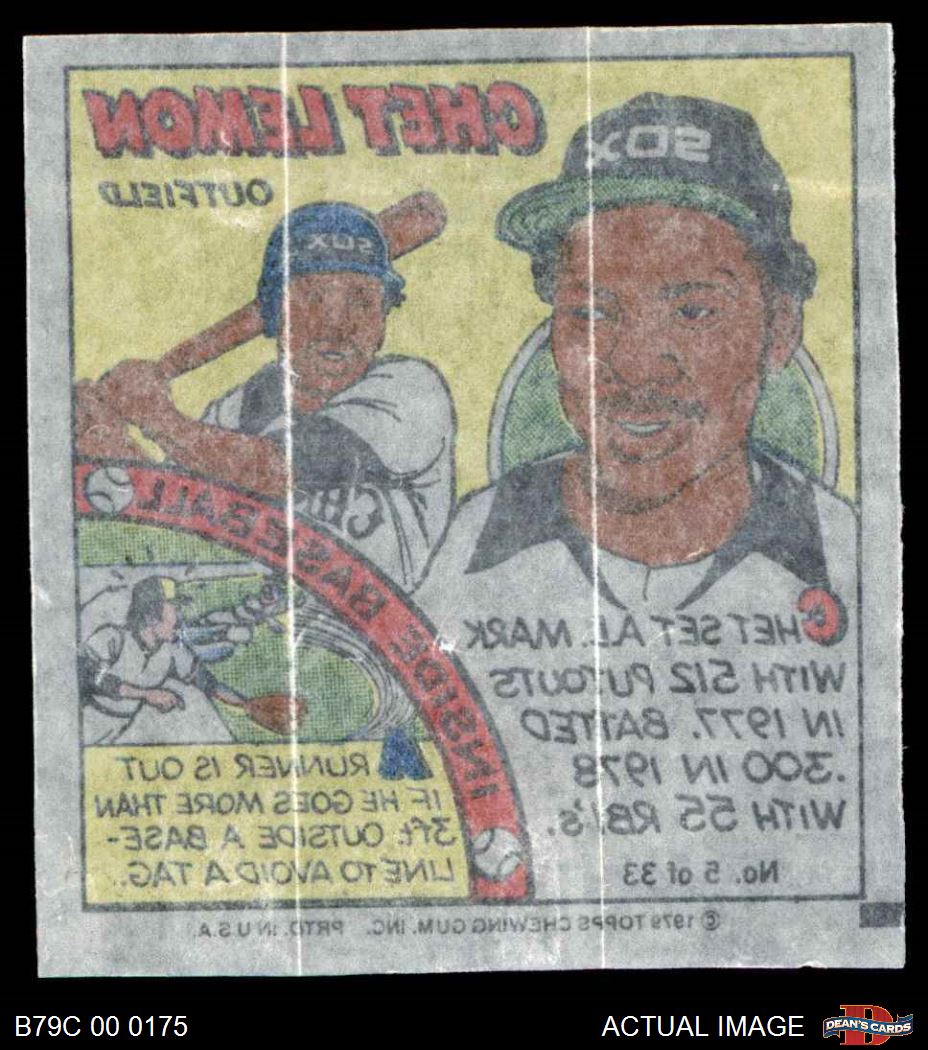 CHET LEMON
OUTFIELD
SOX
SOX
CHIC
INSIDE BASEBALL
CHET SET A.L. MARK
WITH 512 PUTOUTS
IN 1977. BATTED
.300 IN 1978
WITH 55 RBI's.
No. 5 of 33
A RUNNER IS OUT
IF HE GOES MORE THAN
3ft. OUTSIDE A BASE-
LINE TO AVOID A TAG.
© 1979 TOPPS CHEWING GUM, INC. PRTD. IN U.S.A.
B79C 00 0175
ACTUAL IMAGE
D
DEAN'S CARDS